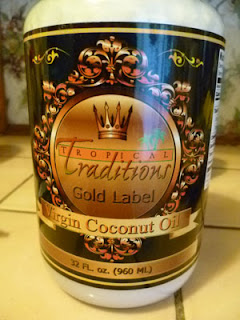 TROPICAL
Traditions
Gold Label
Virgin Coconut Oil
32 FL. oz. (960 ML)